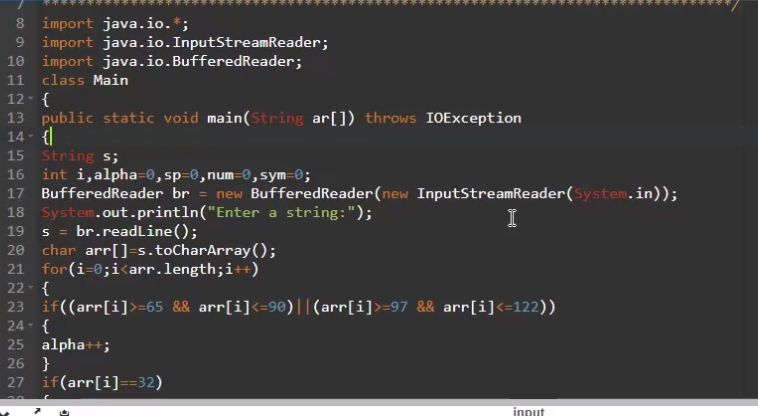 7 ***********************************************************************/
8 import java.io.*;
9 import java.io.InputStreamReader;
10 import java.io.BufferedReader;
11 class Main
12 {
13 public static void main(String ar[]) throws IOException
14 {
15 String s;
16 int i,alpha=0,sp=0,num=0,sym=0;
17 BufferedReader br = new BufferedReader(new InputStreamReader(System.in));
18 System.out.println("Enter a string:");
19 s = br.readLine();
20 char arr[]=s.toCharArray();
21 for(i=0;i<arr.length;i++)
22 {
23 if((arr[i]>=65 && arr[i]<=90)||(arr[i]>=97 && arr[i]<=122))
24 {
25 alpha++;
26 }
27 if(arr[i]==32)
input